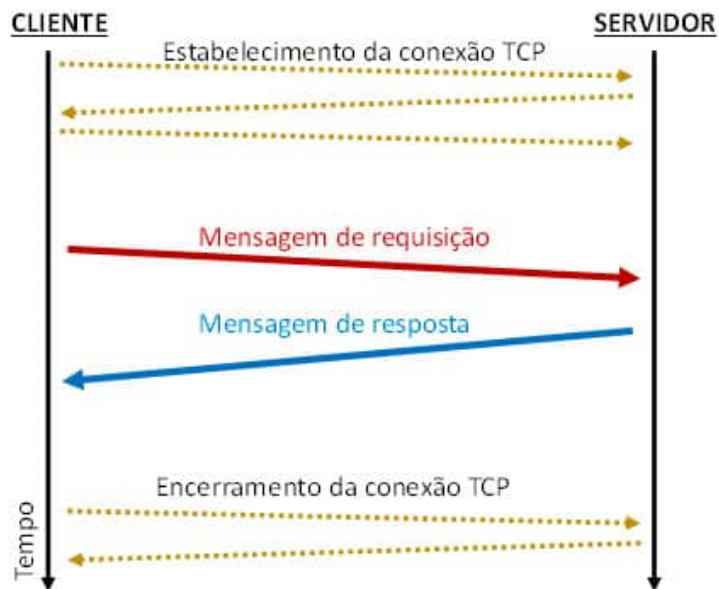 CLIENTE
SERVIDOR
Estabelecimento da conexão TCP
Mensagem de requisição
Mensagem de resposta
Encerramento da conexão TCP
Tempo